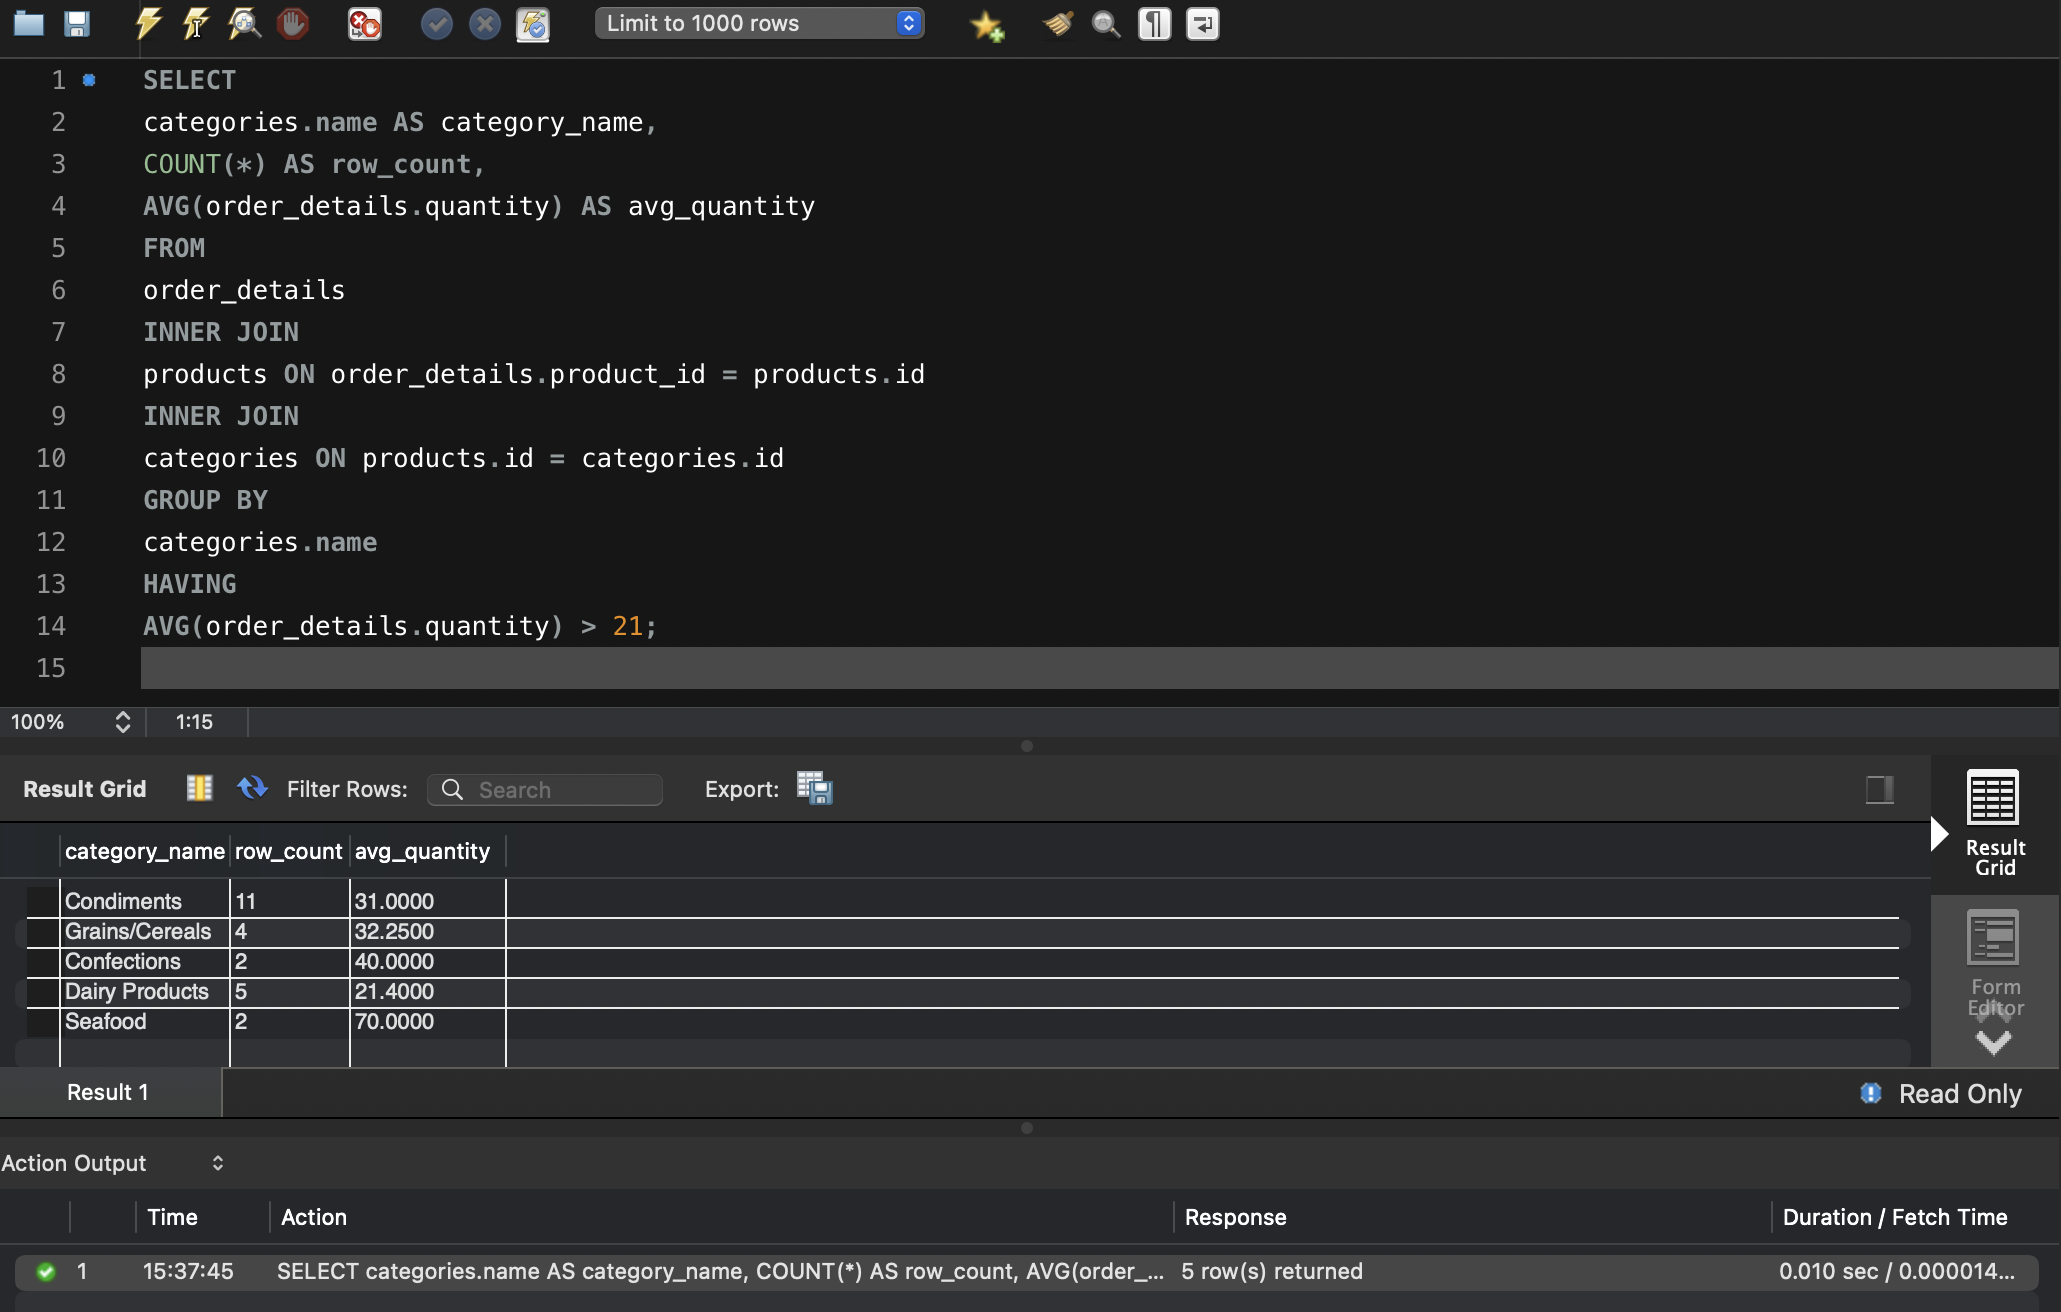 Limit to 1000 rows
1 SELECT
2 categories.name AS category_name,
3 COUNT(*) AS row_count,
4 AVG(order_details.quantity) AS avg_quantity
5 FROM
6 order_details
7 INNER JOIN
8 products ON order_details.product_id = products.id
9 INNER JOIN
10 categories ON products.id = categories.id
11 GROUP BY
12 categories.name
13 HAVING
14 AVG(order_details.quantity) > 21;
15
100% 1:15
Result Grid Filter Rows: Search Export:
category_name row_count avg_quantity
Condiments 11 31.0000
Grains/Cereals 4 32.2500
Confections 2 40.0000
Dairy Products 5 21.4000
Seafood 2 70.0000
Result
Grid
Form
Editor
Result 1 Read Only
Action Output
Time Action Response Duration / Fetch Time
1 15:37:45 SELECT categories.name AS category_name, COUNT(*) AS row_count, AVG(order_... 5 row(s) returned 0.010 sec / 0.000014...